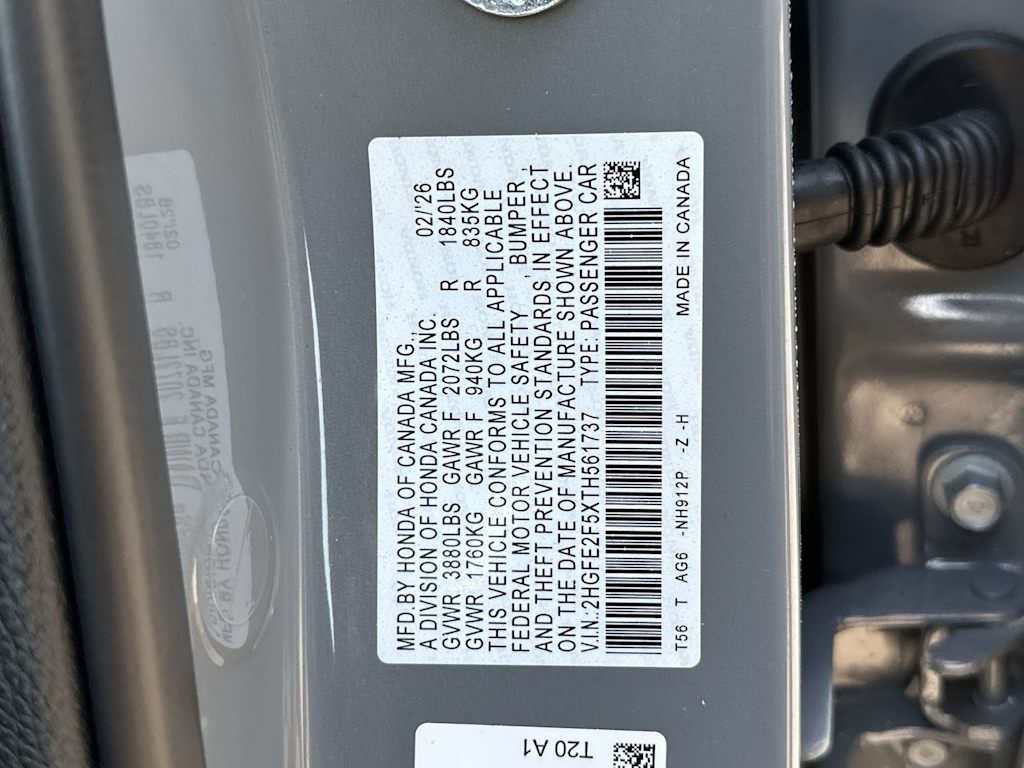 MFD.BY HONDA OF CANADA MFG., 02/26
A DIVISION OF HONDA CANADA INC.
GVWR 3880LBS GAWR F 2072LBS R 1840LBS
GVWR 1760KG GAWR F 940KG R 835KG
THIS VEHICLE CONFORMS TO ALL APPLICABLE
FEDERAL MOTOR VEHICLE SAFETY , BUMPER ,
AND THEFT PREVENTION STANDARDS IN EFFECT
ON THE DATE OF MANUFACTURE SHOWN ABOVE.
V.I.N.:2HGFE2F5XTH561737 TYPE: PASSENGER CAR
T56 T AG6 -NH912P -Z -H MADE IN CANADA
T20 A1